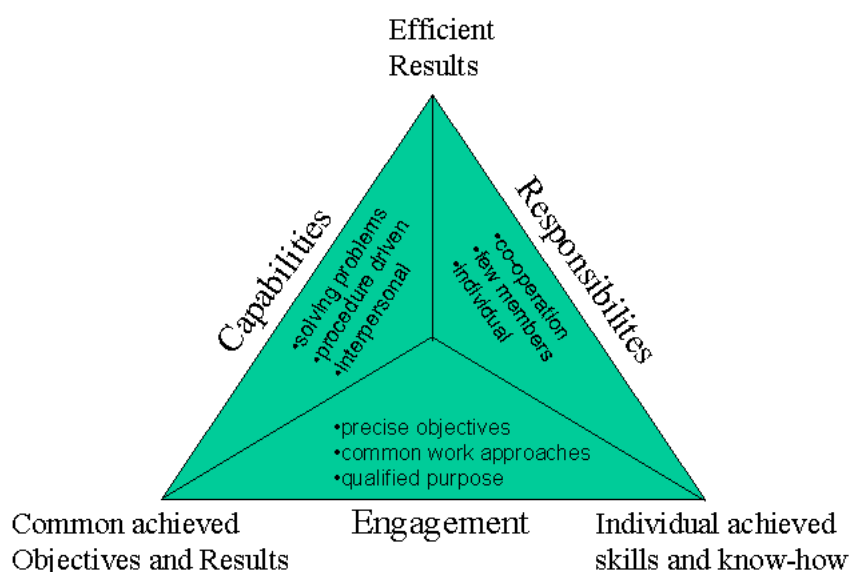 Efficient
Results
Capabilities
•solving problems
•procedure driven
•interpersonal
Responsibilites
•co-operation
•few members
•individual
•precise objectives
•common work approaches
•qualified purpose
Engagement
Common achieved
Objectives and Results
Individual achieved
skills and know-how